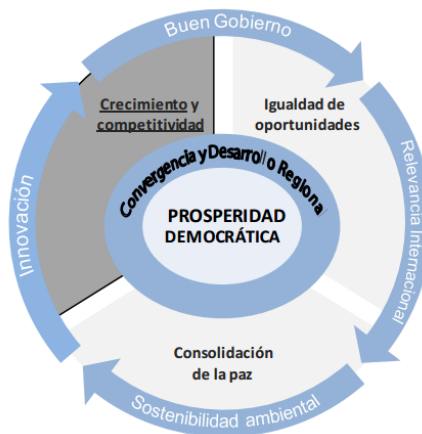 Buen Gobierno
Crecimiento y
competitividad
Igualdad de
oportunidades
Convergencia y Desarrollo Regional
PROSPERIDAD
DEMOCRÁTICA
Innovación
Relevancia Internacional
Consolidación
de la paz
Sostenibilidad ambiental